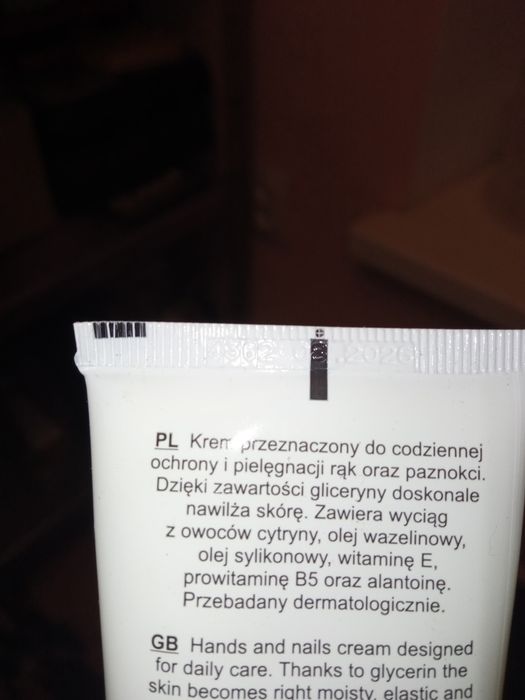 PL Krem przeznaczony do codziennej
ochrony i pielęgnacji rąk oraz paznokci.
Dzięki zawartości gliceryny doskonale
nawilża skórę. Zawiera wyciąg
z owoców cytryny, olej wazelinowy,
olej sylikonowy, witaminę E,
prowitaminę B5 oraz alantoinę.
Przebadany dermatologicznie.
GB Hands and nails cream designed
for daily care. Thanks to glycerin the
skin becomes right moisty, elastic and